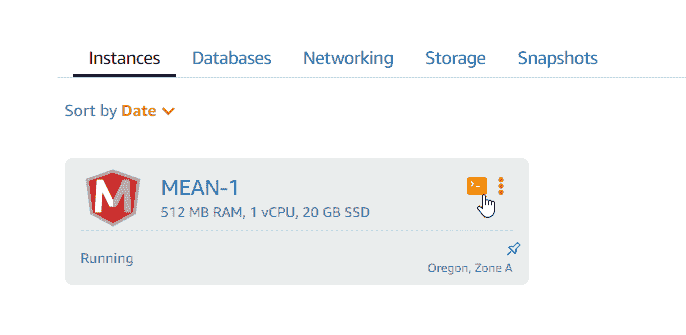 Instances Databases Networking Storage Snapshots
Sort by Date
M
MEAN-1
>_
512 MB RAM, 1 vCPU, 20 GB SSD
Running
Oregon, Zone A